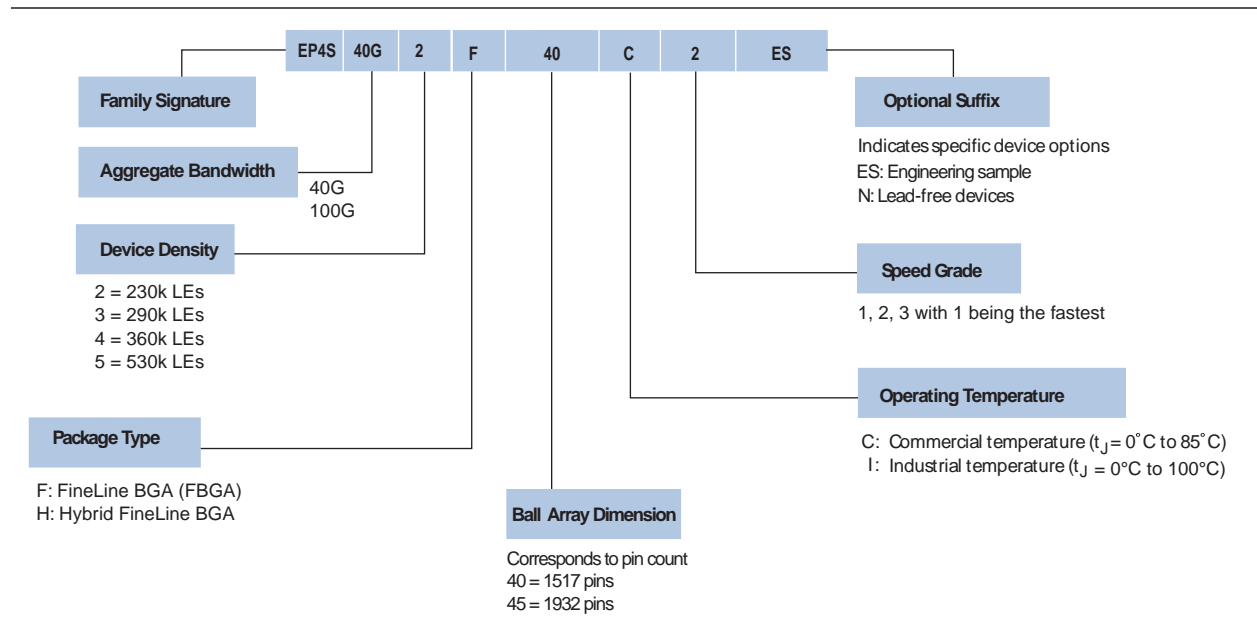 EP4S 40G 2 F 40 C 2 ES
Family Signature
Aggregate Bandwidth
40G
100G
Device Density
2 = 230k LEs
3 = 290k LEs
4 = 360k LEs
5 = 530k LEs
Package Type
F: FineLine BGA (FBGA)
H: Hybrid FineLine BGA
Ball Array Dimension
Corresponds to pin count
40 = 1517 pins
45 = 1932 pins
Optional Suffix
Indicates specific device options
ES: Engineering sample
N: Lead-free devices
Speed Grade
1, 2, 3 with 1 being the fastest
Operating Temperature
C: Commercial temperature (tJ = 0°C to 85°C)
I: Industrial temperature (tJ = 0°C to 100°C)